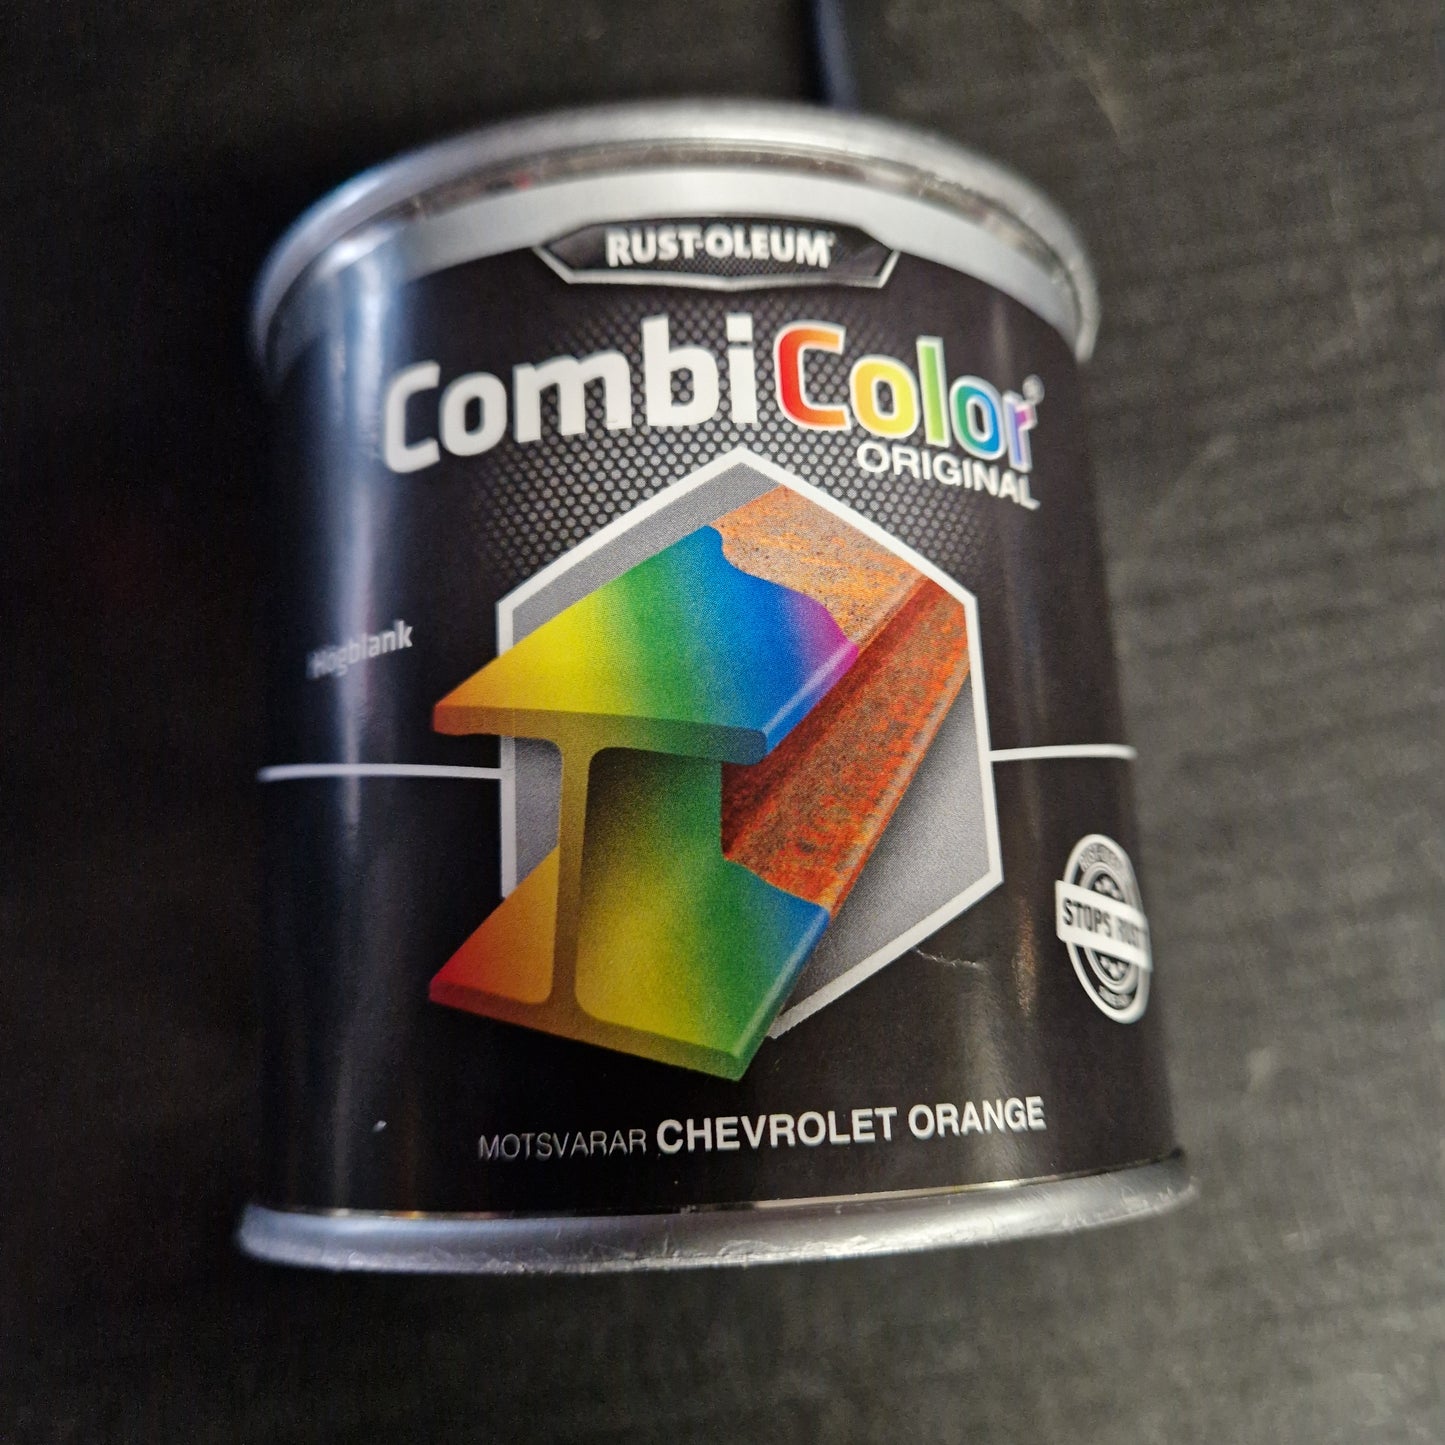 RUST-OLEUM®
CombiColor®
ORIGINAL
Högblank
STOPS RUST
MOTSVARAR CHEVROLET ORANGE